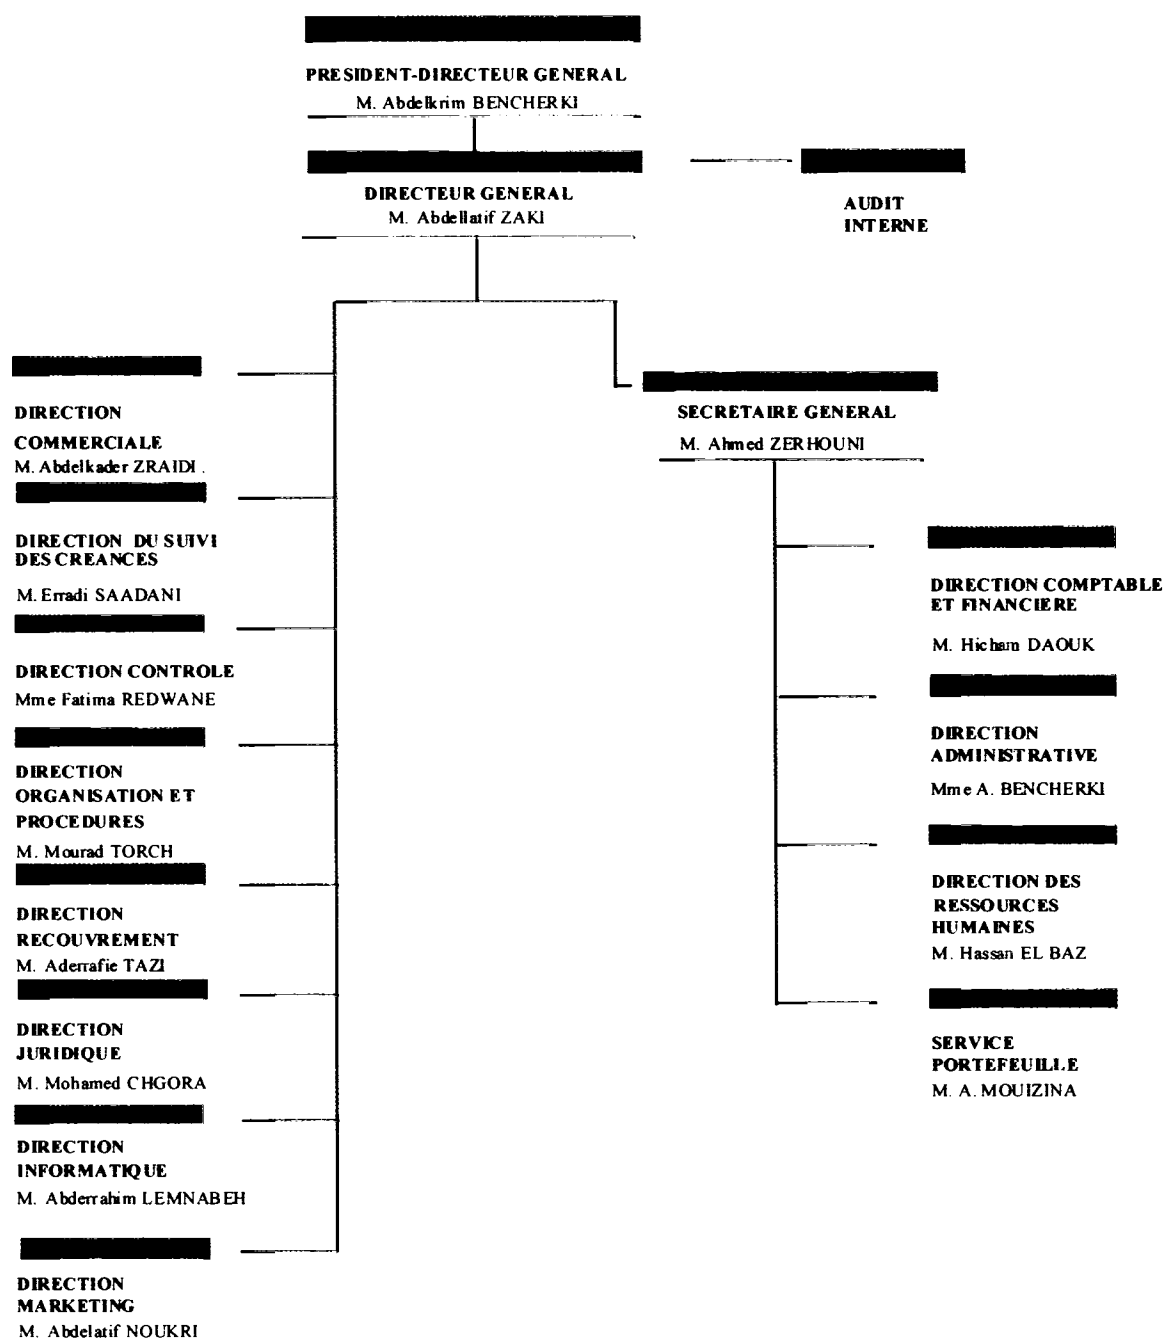 PRESIDENT-DIRECTEUR GENERAL
M. Abdelkrim BENCHERKI
DIRECTEUR GENERAL
M. Abdellatif ZAKI
AUDIT
INTERNE
DIRECTION
COMMERCIALE
M. Abdelkader ZRAIDI .
DIRECTION DU SUIVI
DES CREANCES
M. Erradi SAADANI
DIRECTION CONTROLE
Mme Fatima REDWANE
DIRECTION
ORGANISATION ET
PROCEDURES
M. Mourad TORCH
DIRECTION
RECOUVREMENT
M. Aderrafie TAZI
DIRECTION
JURIDIQUE
M. Mohamed CHGORA
DIRECTION
INFORMATIQUE
M. Abderrahim LEMNABEH
DIRECTION
MARKETING
M. Abdelatif NOUKRI
SECRETAIRE GENERAL
M. Ahmed ZERHOUNI
DIRECTION COMPTABLE
ET FINANCIERE
M. Hicham DAOUK
DIRECTION
ADMINISTRATIVE
Mme A. BENCHERKI
DIRECTION DES
RESSOURCES
HUMAINES
M. Hassan EL BAZ
SERVICE
PORTEFEUILLE
M. A. MOUIZINA